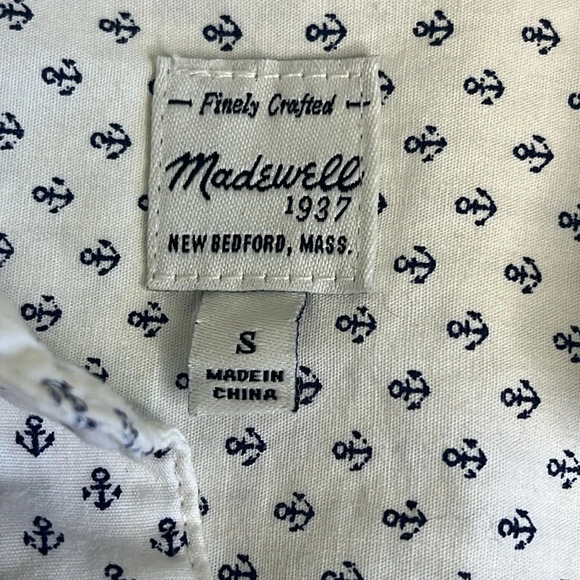 Finely Crafted
Madewell
1937
NEW BEDFORD, MASS.
S
MADE IN
CHINA